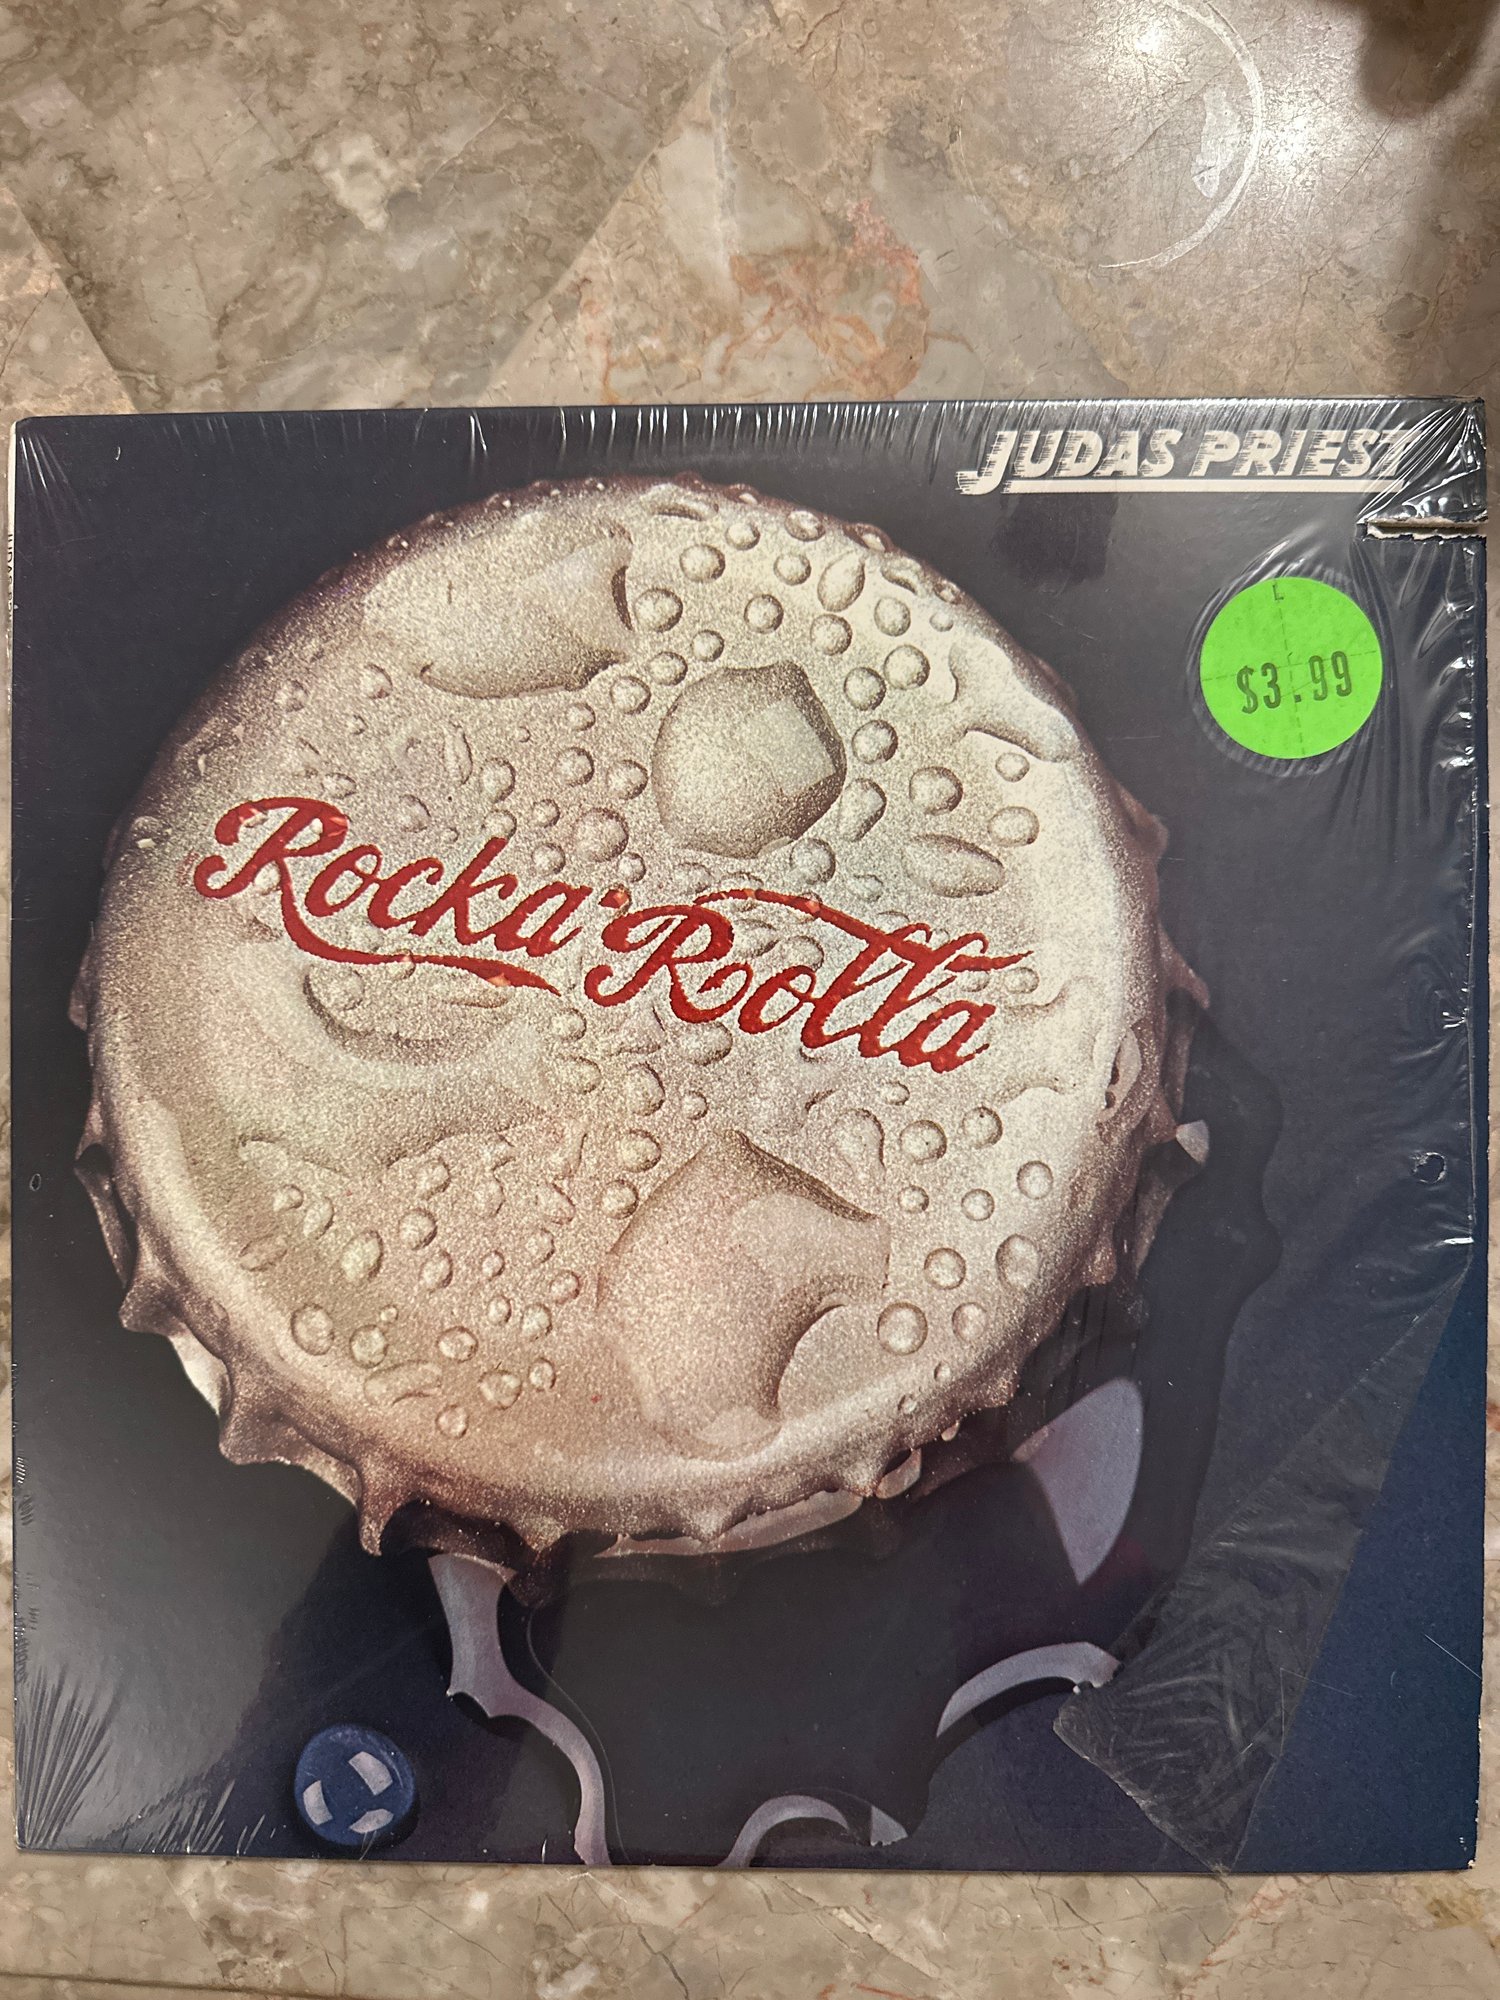 JUDAS PRIEST
$3.99
Rocka Rolla